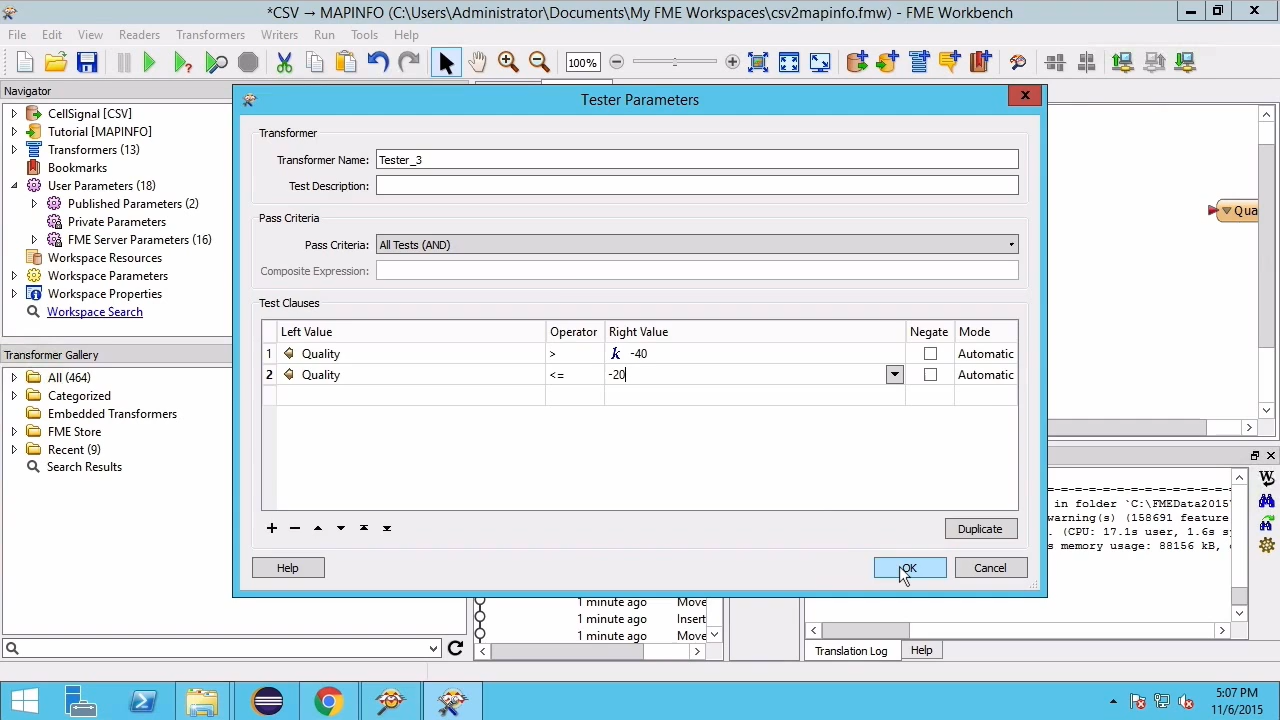 *CSV → MAPINFO (C:\Users\Administrator\Documents\My FME Workspaces\csv2mapinfo.fmw) - FME Workbench
File Edit View Readers Transformers Writers Run Tools Help
100%
Navigator
CellSignal [CSV]
Tutorial [MAPINFO]
Transformers (13)
Bookmarks
User Parameters (18)
Published Parameters (2)
Private Parameters
FME Server Parameters (16)
Workspace Resources
Workspace Parameters
Workspace Properties
Workspace Search
Transformer Gallery
All (464)
Categorized
Embedded Transformers
FME Store
Recent (9)
Search Results
Tester Parameters
Transformer
Transformer Name: Tester_3
Test Description:
Pass Criteria
Pass Criteria: All Tests (AND)
Composite Expression:
Test Clauses
Left Value Operator Right Value Negate Mode
1 Quality > -40 Automatic
2 Quality <= -20 Automatic
Duplicate
Help OK Cancel
Qua
in folder `C:\FMEData2015\
warning(s) (158691 feature
. (CPU: 17.1s user, 1.6s s
s memory usage: 88156 kB,
1 minute ago Move
1 minute ago Insert
1 minute ago Move
Translation Log Help
5:07 PM
11/6/2015